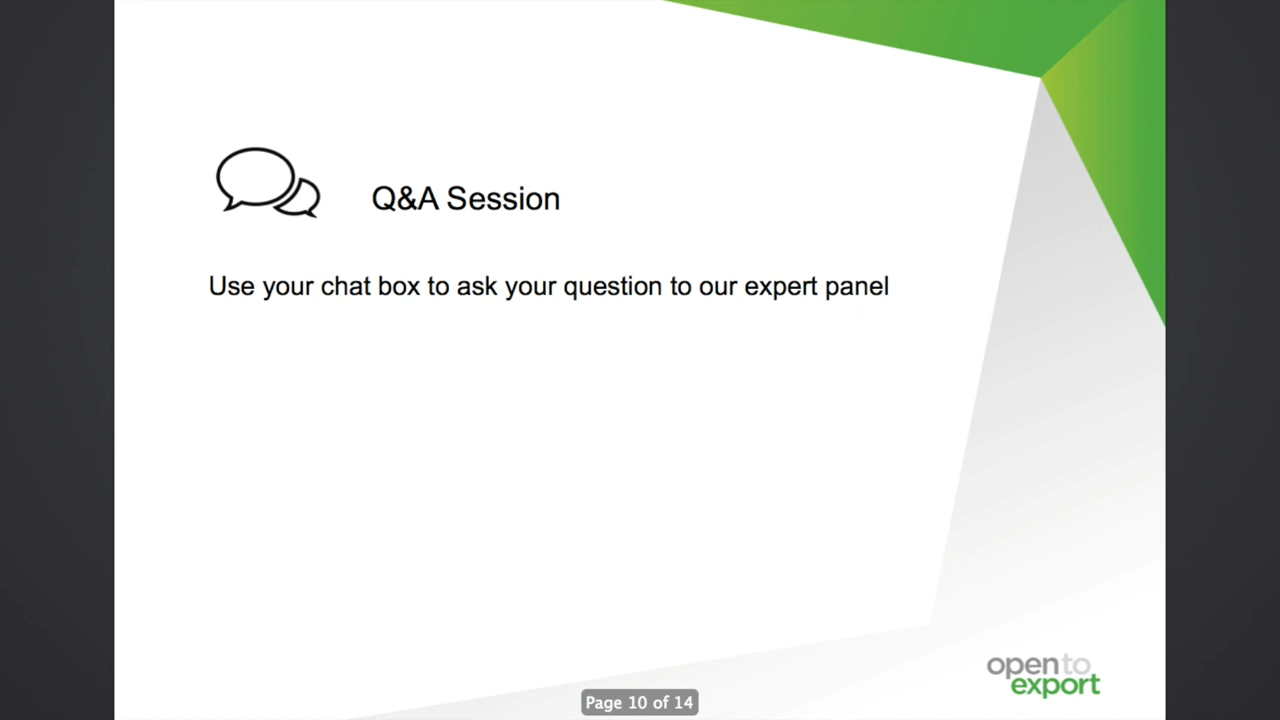 Q&A Session
Use your chat box to ask your question to our expert panel
open to
export
Page 10 of 14